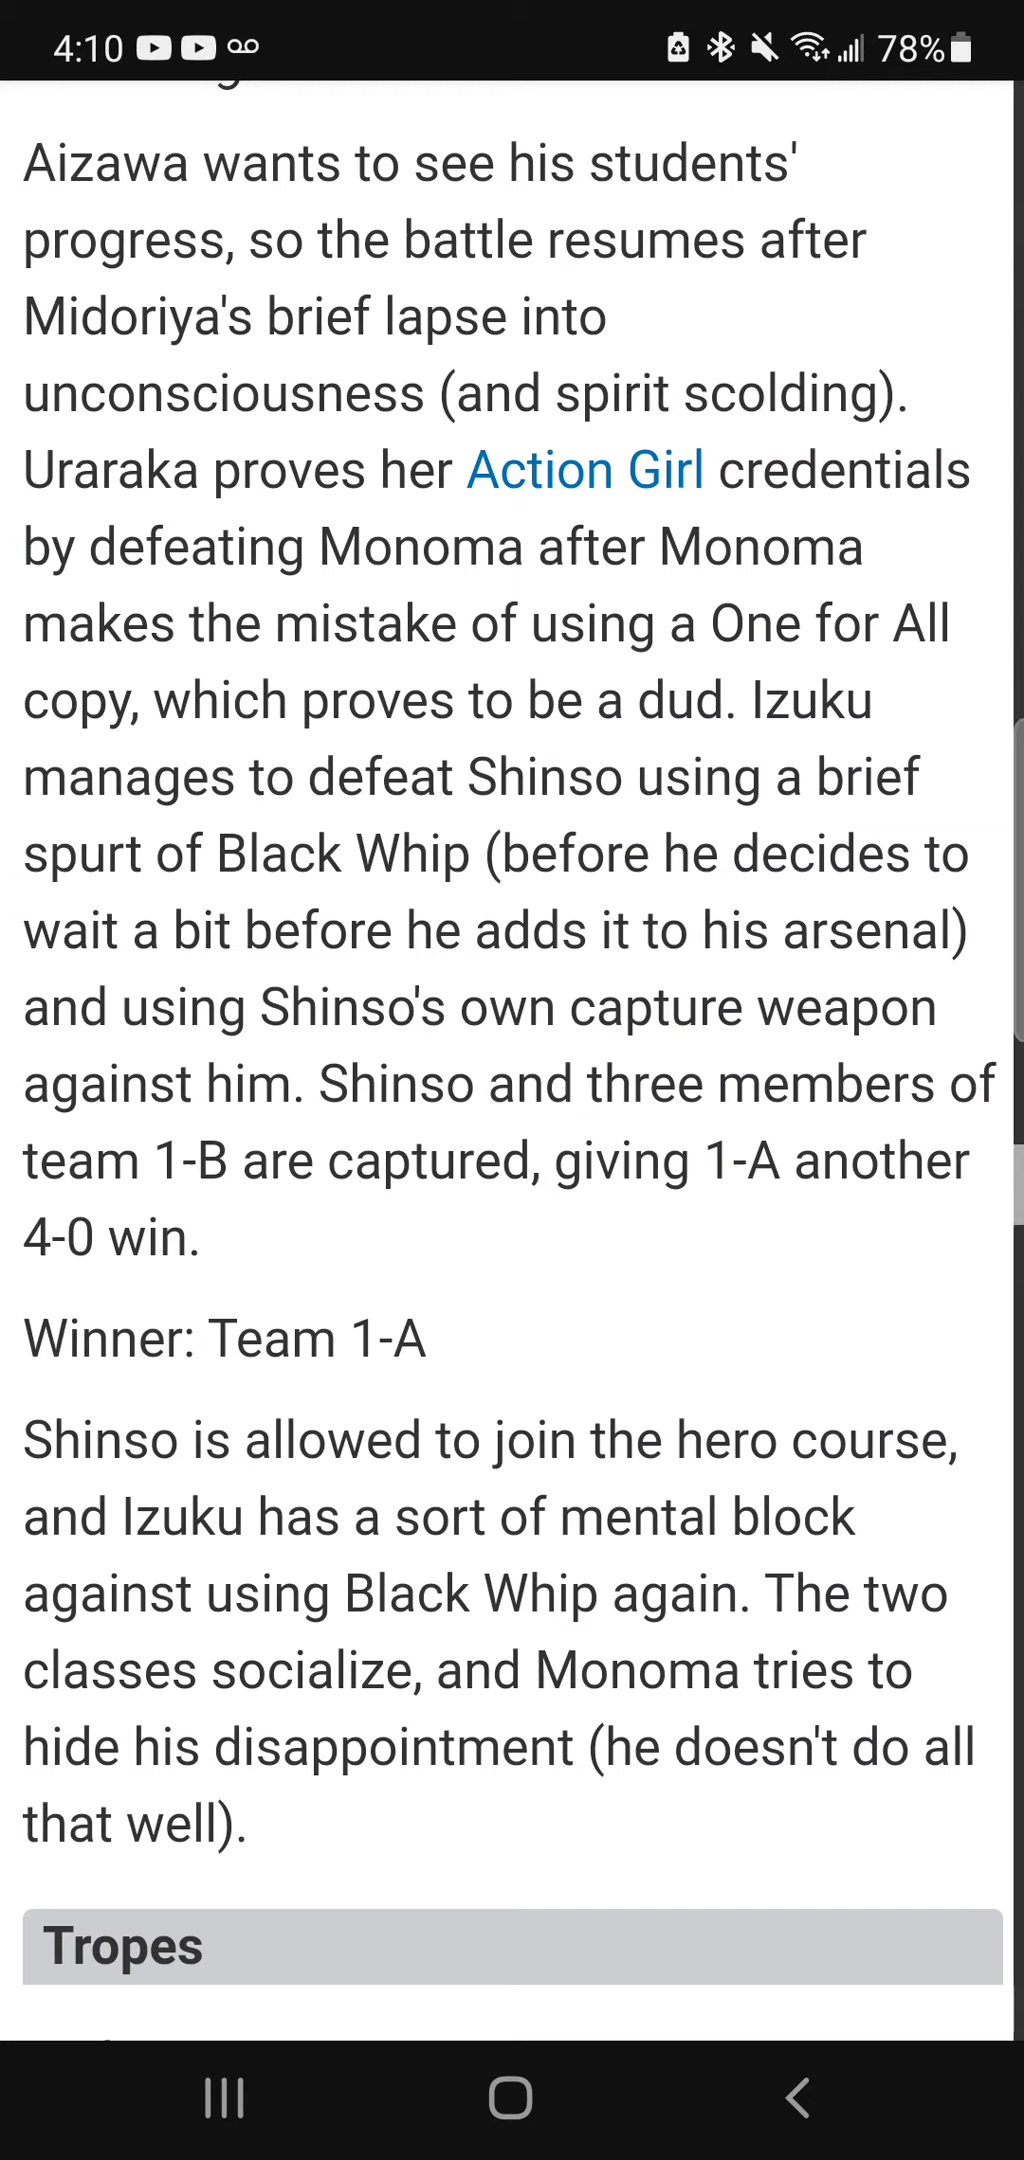 4:10 78%
Aizawa wants to see his students'
progress, so the battle resumes after
Midoriya's brief lapse into
unconsciousness (and spirit scolding).
Uraraka proves her Action Girl credentials
by defeating Monoma after Monoma
makes the mistake of using a One for All
copy, which proves to be a dud. Izuku
manages to defeat Shinso using a brief
spurt of Black Whip (before he decides to
wait a bit before he adds it to his arsenal)
and using Shinso's own capture weapon
against him. Shinso and three members of
team 1-B are captured, giving 1-A another
4-0 win.
Winner: Team 1-A
Shinso is allowed to join the hero course,
and Izuku has a sort of mental block
against using Black Whip again. The two
classes socialize, and Monoma tries to
hide his disappointment (he doesn't do all
that well).
Tropes